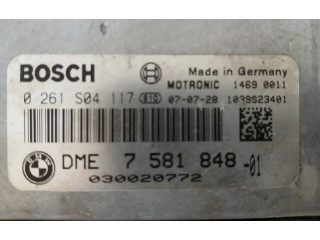 BOSCH Made in Germany
MOTRONIC 1469 0011
0 261 S04 117 610 07-07-28 1039S23401
DME 7 581 848 -01
030020772